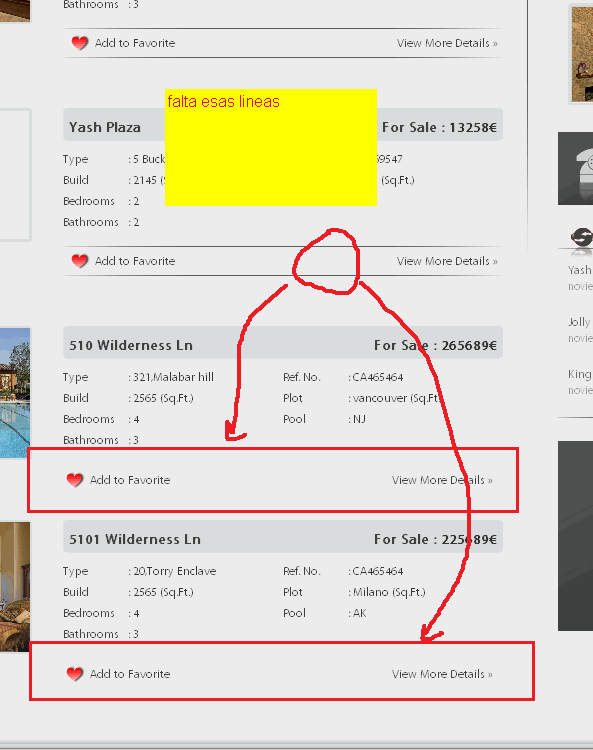 Bathrooms : 3
Add to Favorite View More Details »
falta esas lineas
Yash Plaza For Sale : 13258€
Type : 5 Buck 59547
Build : 2145 (S (Sq.Ft.)
Bedrooms : 2
Bathrooms : 2
Add to Favorite View More Details »
Yash
novie
Jolly
novie
King
novie
510 Wilderness Ln For Sale : 265689€
Type : 321,Malabar hill Ref. No. : CA465464
Build : 2565 (Sq.Ft.) Plot : vancouver (Sq.Ft.)
Bedrooms : 4 Pool : NJ
Bathrooms : 3
Add to Favorite View More Details »
5101 Wilderness Ln For Sale : 225689€
Type : 20,Torry Enclave Ref. No. : CA465464
Build : 2565 (Sq.Ft.) Plot : Milano (Sq.Ft.)
Bedrooms : 4 Pool : AK
Bathrooms : 3
Add to Favorite View More Details »